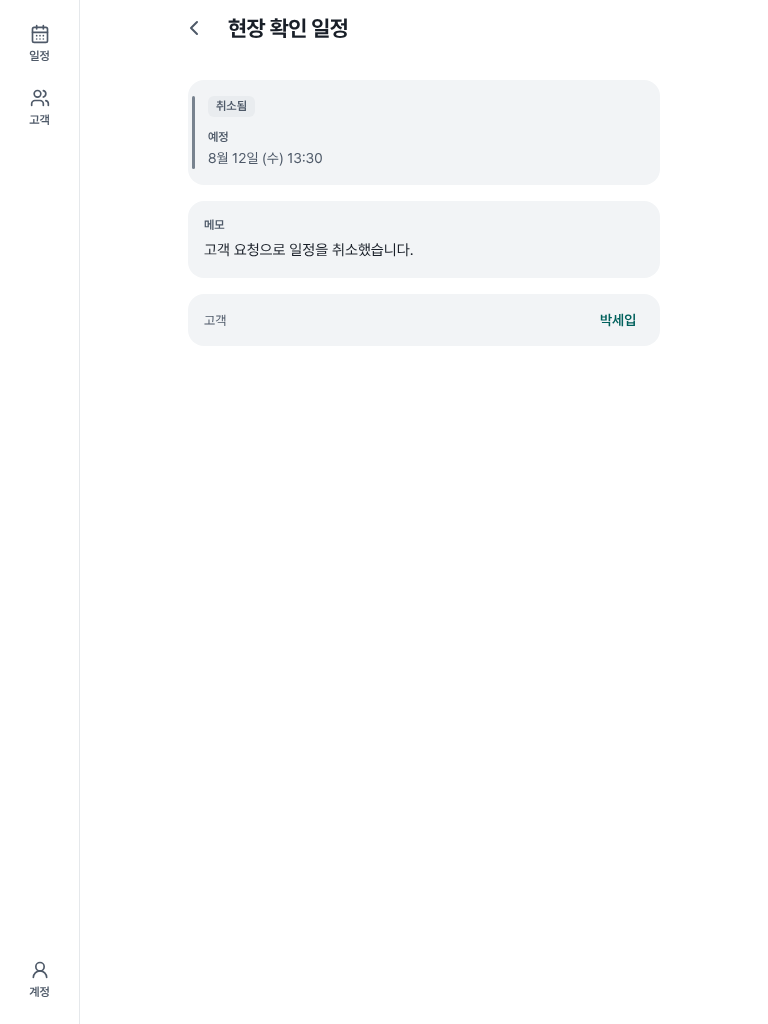 일정
고객
현장 확인 일정
취소됨
예정
8월 12일 (수) 13:30
메모
고객 요청으로 일정을 취소했습니다.
고객
박세입
계정